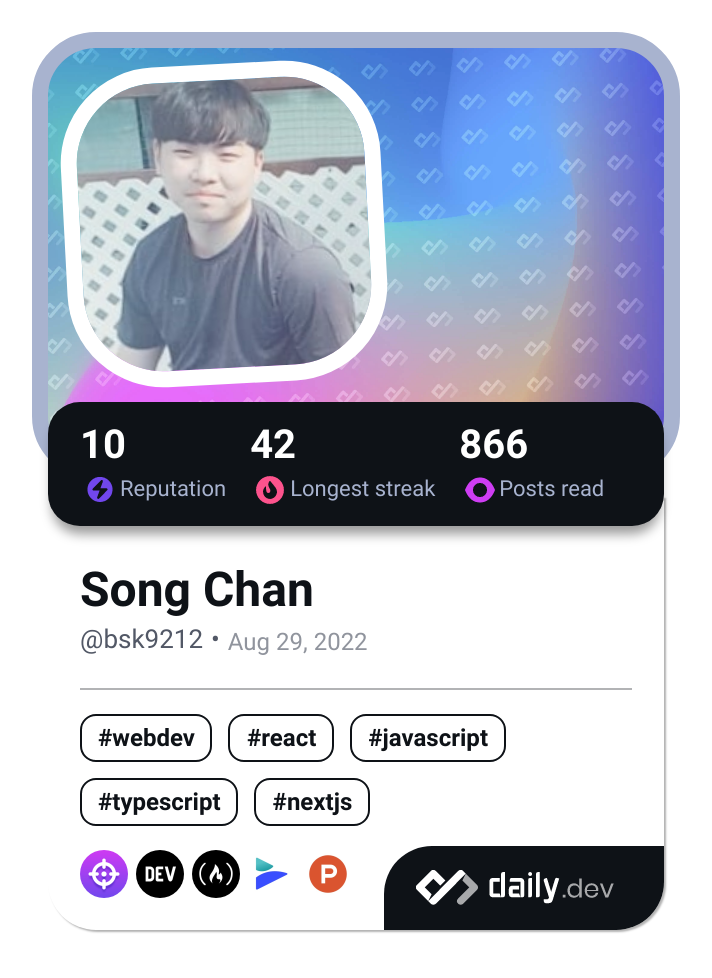 10 42 866
Reputation Longest streak Posts read
Song Chan
@bsk9212 • Aug 29, 2022
#webdev #react #javascript
#typescript #nextjs
DEV P
daily.dev